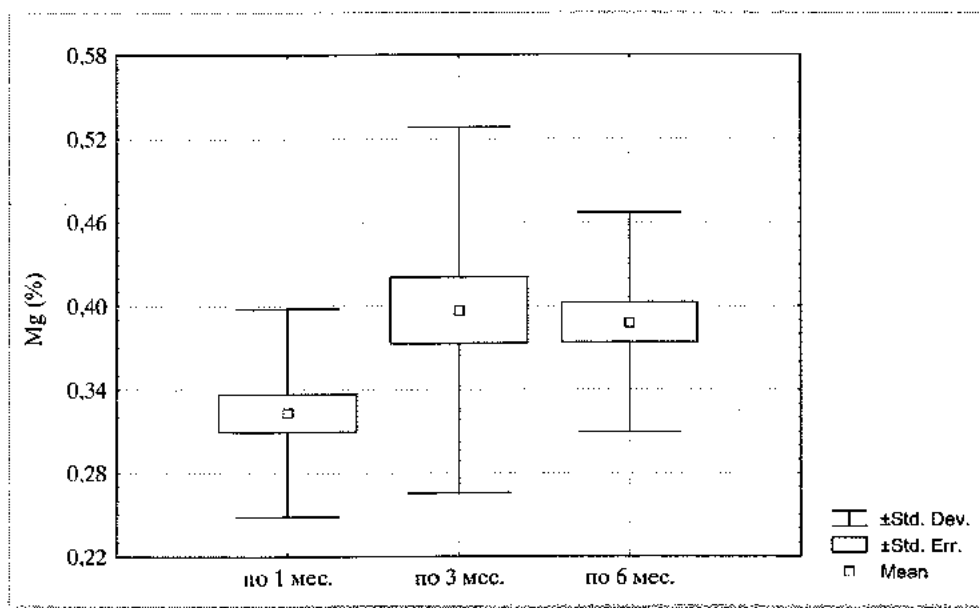 0,58
0,52
0,46
0,40
0,34
0,28
0,22
Mg (%)
по 1 мес.
по 3 мес.
по 6 мес.
±Std. Dev.
±Std. Err.
Mean